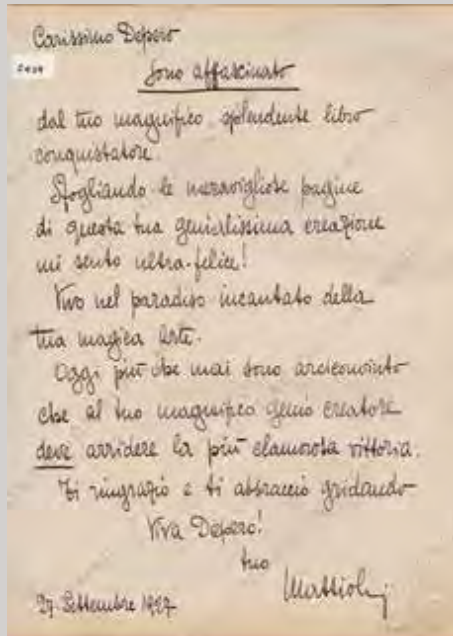 Carissimo Depero
Sono affascinato
dal tuo magnifico, splendente libro
conquistatore.
Sfogliando le meravigliose pagine
di questa tua genialissima creazione
mi sento ultra-felice!
Vivo nel paradiso incantato della
tua magica arte.
Oggi più che mai sono arciconvinto
che al tuo magnifico genio creatore
deve arridere la più clamorosa vittoria.
Ti ringrazio e ti abbraccio gridando
Viva Depero!
tuo
Mattioli
27 Settembre 1927